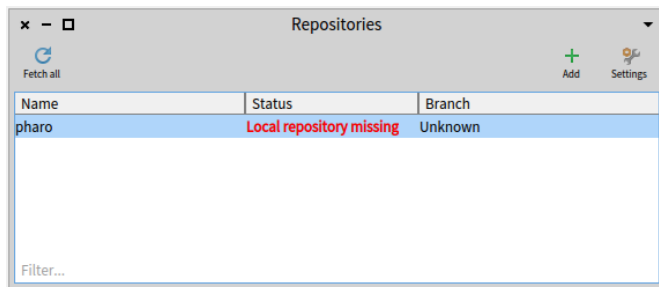 Repositories
Fetch all
Add
Settings
Name Status Branch
pharo Local repository missing Unknown
Filter...